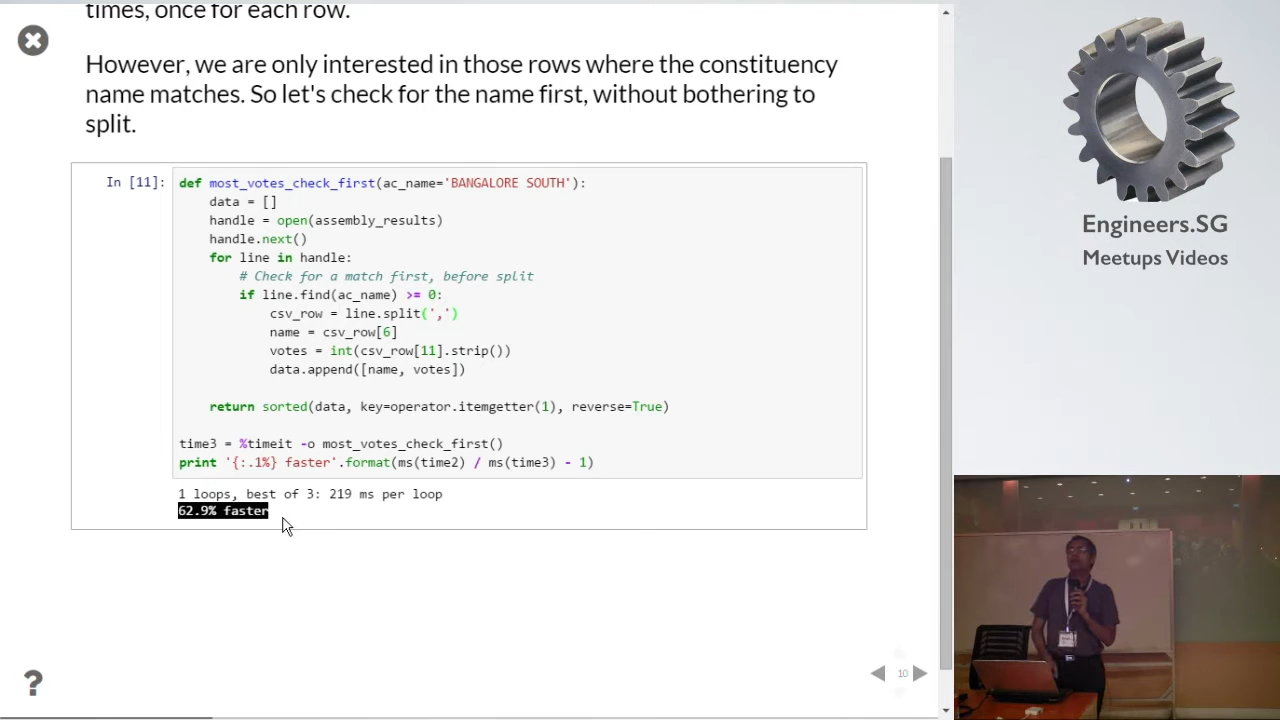 times, once for each row.
However, we are only interested in those rows where the constituency
name matches. So let's check for the name first, without bothering to
split.
In [11]:
def most_votes_check_first(ac_name='BANGALORE SOUTH'):
data = []
handle = open(assembly_results)
handle.next()
for line in handle:
# Check for a match first, before split
if line.find(ac_name) >= 0:
csv_row = line.split(',')
name = csv_row[6]
votes = int(csv_row[11].strip())
data.append([name, votes])
return sorted(data, key=operator.itemgetter(1), reverse=True)
time3 = %timeit -o most_votes_check_first()
print '{:.1%} faster'.format(ms(time2) / ms(time3) - 1)
1 loops, best of 3: 219 ms per loop
62.9% faster
?
10
Engineers.SG
Meetups Videos